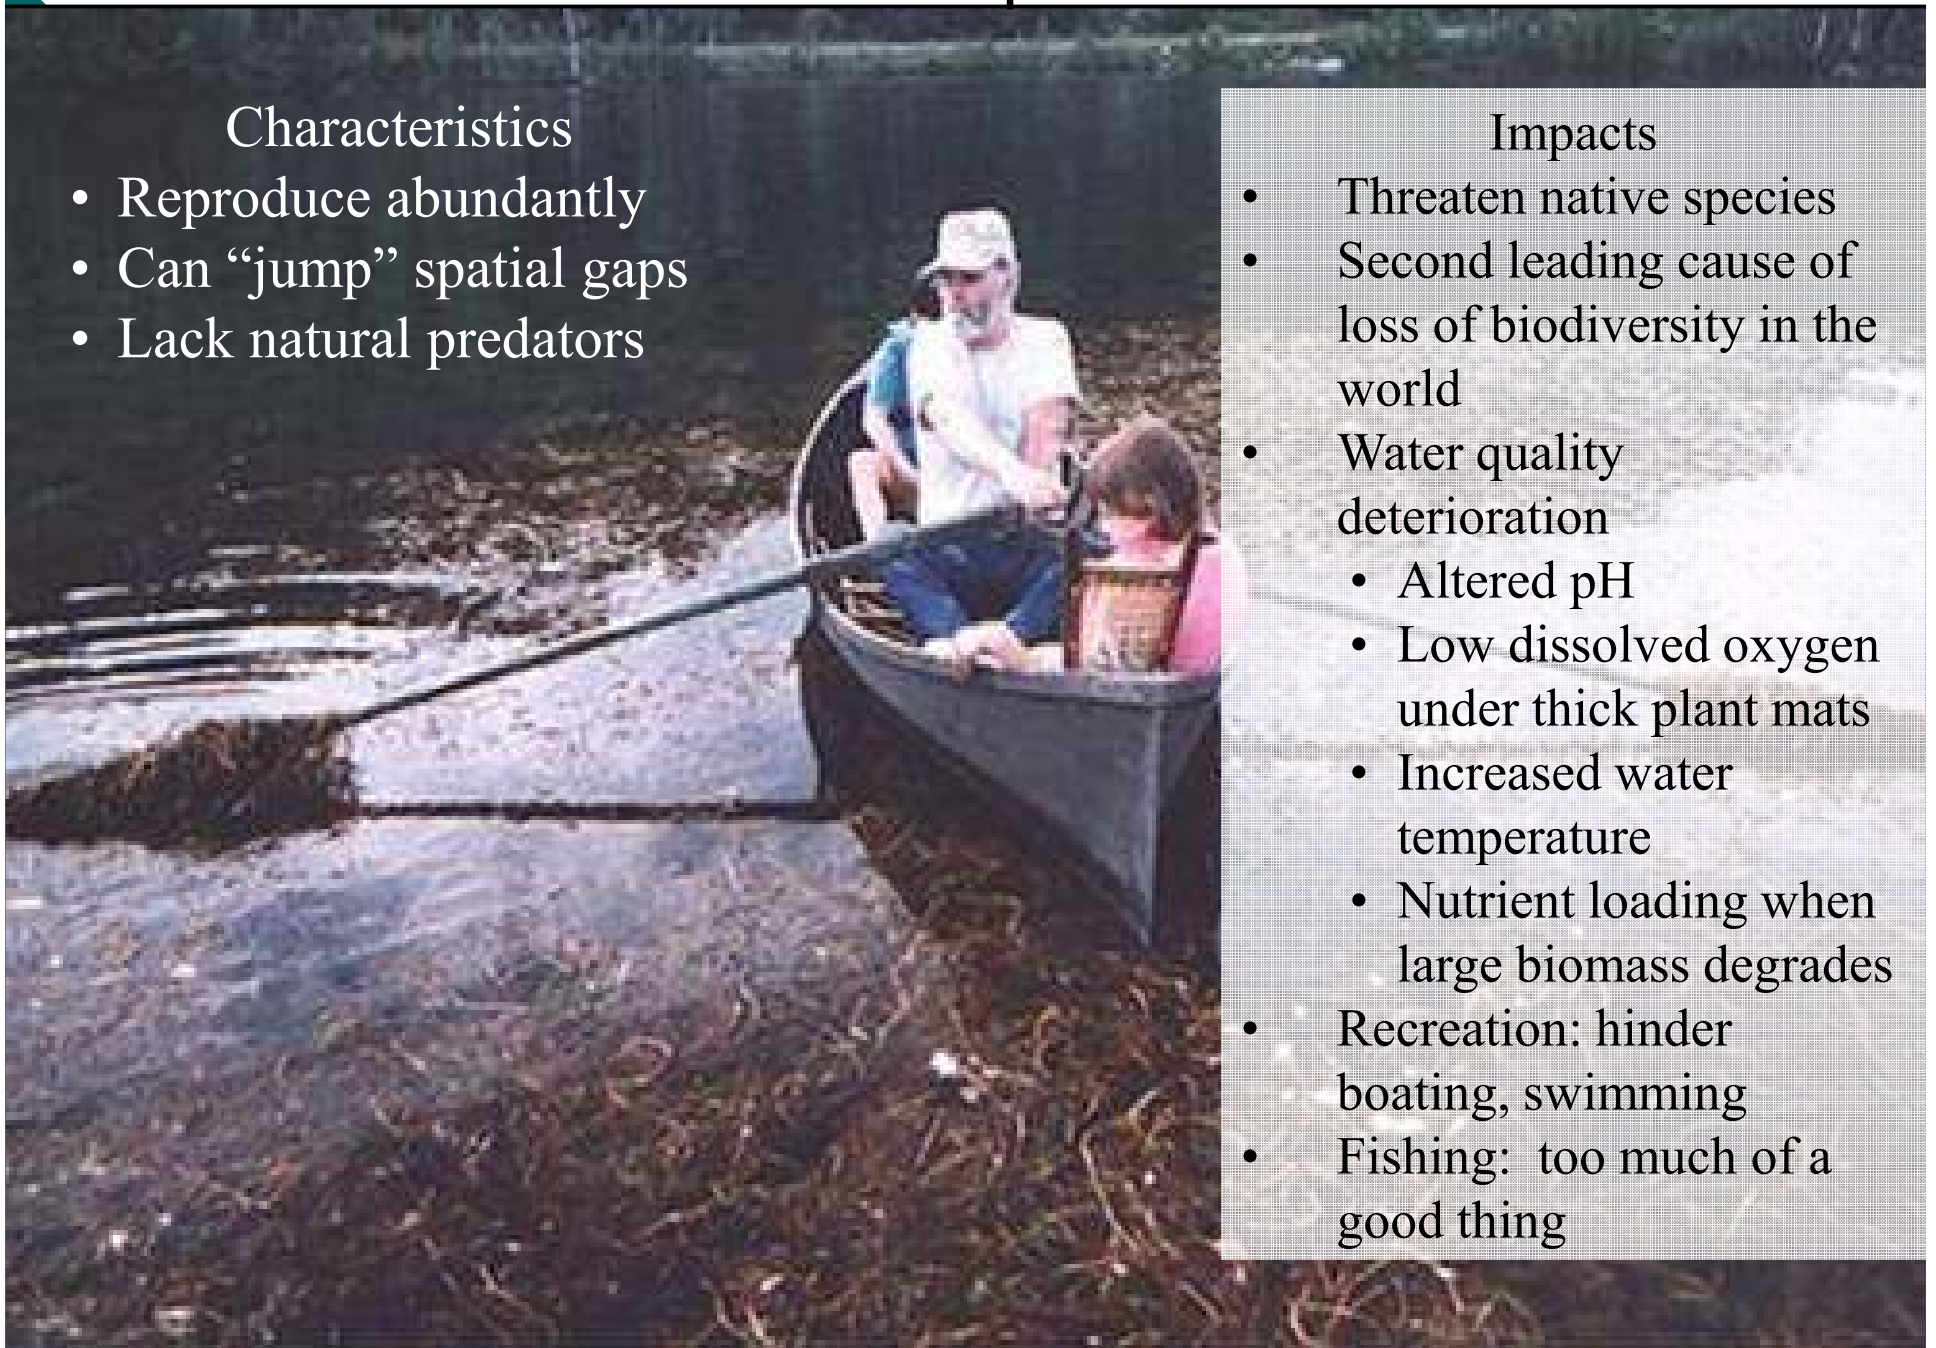 Characteristics
• Reproduce abundantly
• Can “jump” spatial gaps
• Lack natural predators
Impacts
• Threaten native species
• Second leading cause of
loss of biodiversity in the
world
• Water quality
deterioration
• Altered pH
• Low dissolved oxygen
under thick plant mats
• Increased water
temperature
• Nutrient loading when
large biomass degrades
• Recreation: hinder
boating, swimming
• Fishing:  too much of a
good thing